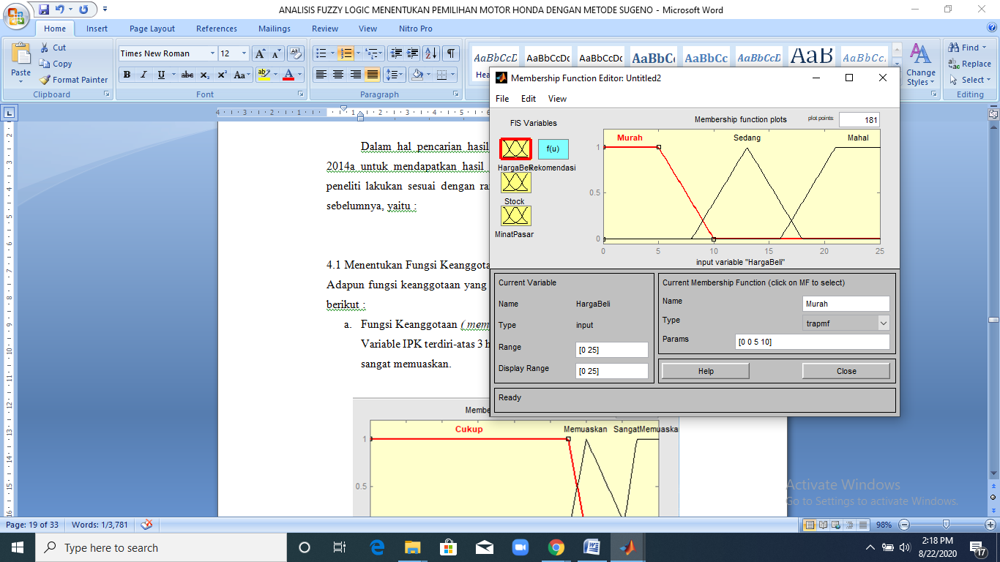 ANALISIS FUZZY LOGIC MENENTUKAN PEMILIHAN MOTOR HONDA DENGAN METODE SUGENO - Microsoft Word
Home Insert Page Layout References Mailings Review View Nitro Pro
Paste
Cut
Copy
Format Painter
Clipboard
Times New Roman 12
B I U abc X₂ X² Aa
Font
Paragraph
AaBbCcD AaBbCcDc AaBbCcDc AaBbCc AaBbCc AaBbCcD AaB AaBbCc.
Change
Styles
Find
Replace
Select
Editing
Dalam hal pencarian hasil
2014a untuk mendapatkan hasil
peneliti lakukan sesuai dengan
sebelumnya, yaitu :
4.1 Menentukan Fungsi
Adapun fungsi keanggotaan yang
berikut :
a. Fungsi Keanggotaan
Variable IPK terdiri-atas 3
sangat memuaskan.
Cukup Memuaskan SangatMemuaska
1
0.5
Membership Function Editor: Untitled2
File Edit View
FIS Variables
f(u)
HargaBeli
Rekomendasi
Stock
MinatPasar
Membership function plots plot points: 181
Murah Sedang Mahal
1
0.5
0
0 5 10 15 20 25
input variable "HargaBeli"
Current Variable
Name HargaBeli
Type input
Range [0 25]
Display Range [0 25]
Current Membership Function (click on MF to select)
Name Murah
Type trapmf
Params [0 0 5 10]
Help Close
Ready
Activate Windows
Go to Settings to activate Windows.
Page: 19 of 33 Words: 1/3,781 98%
Type here to search
2:18 PM
8/22/2020
17